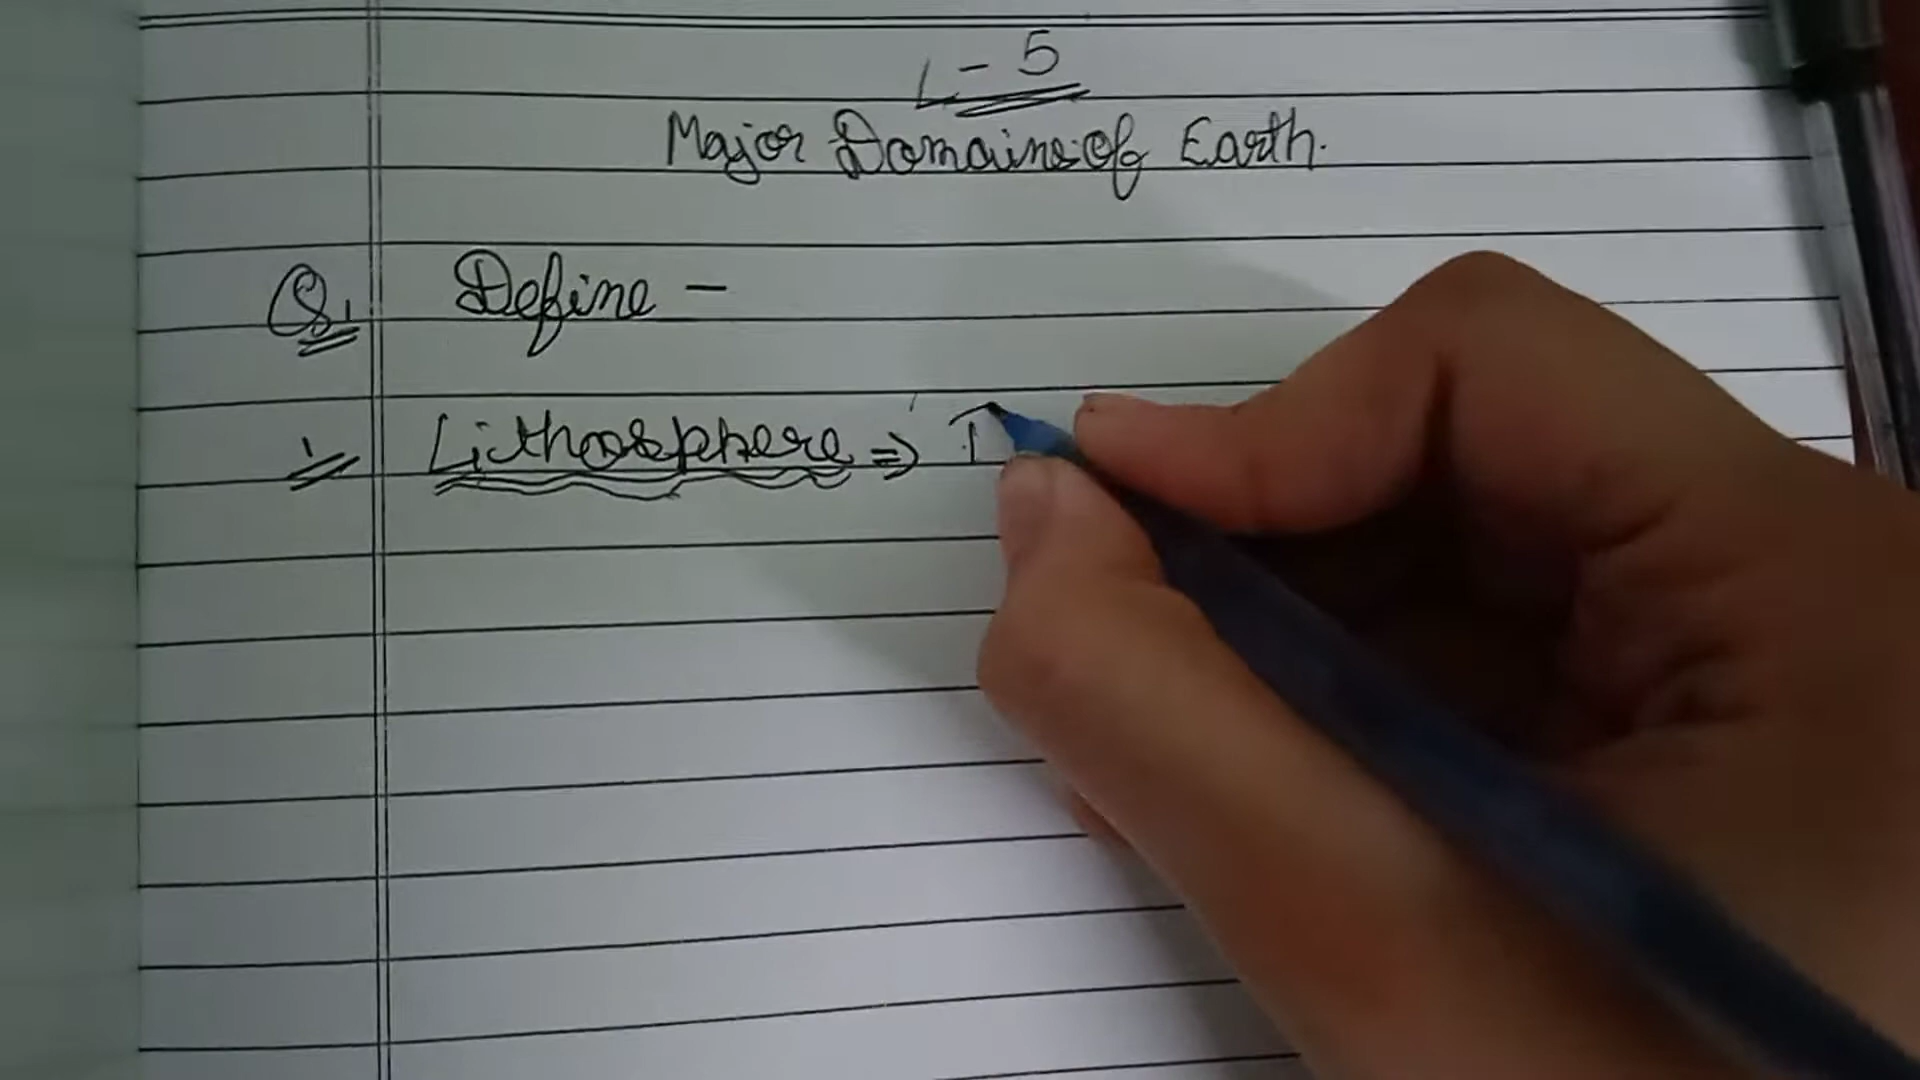 L - 5
Major Domains of Earth.
Q1 Define -
1 Lithosphere ⇒ T